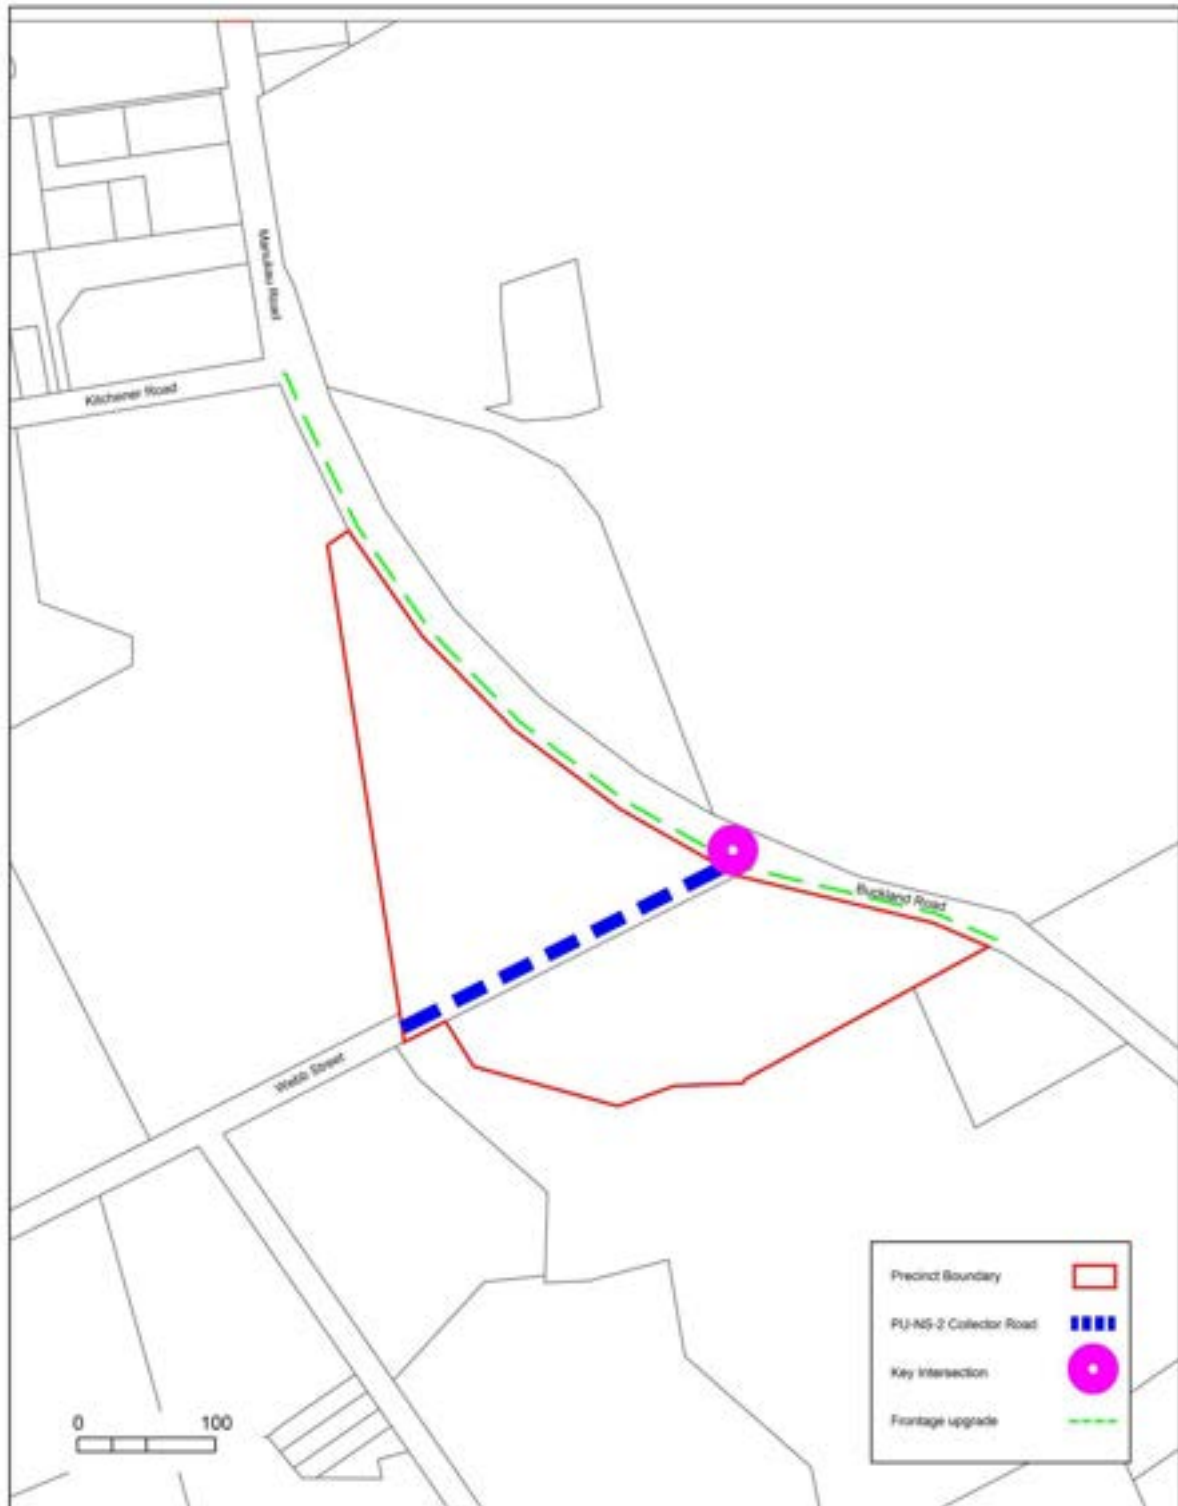 Manukau Road
Kitchener Road
Buckland Road
Webb Street
Precinct Boundary
PU-NS-2 Collector Road
Key Intersection
Frontage upgrade
0 100